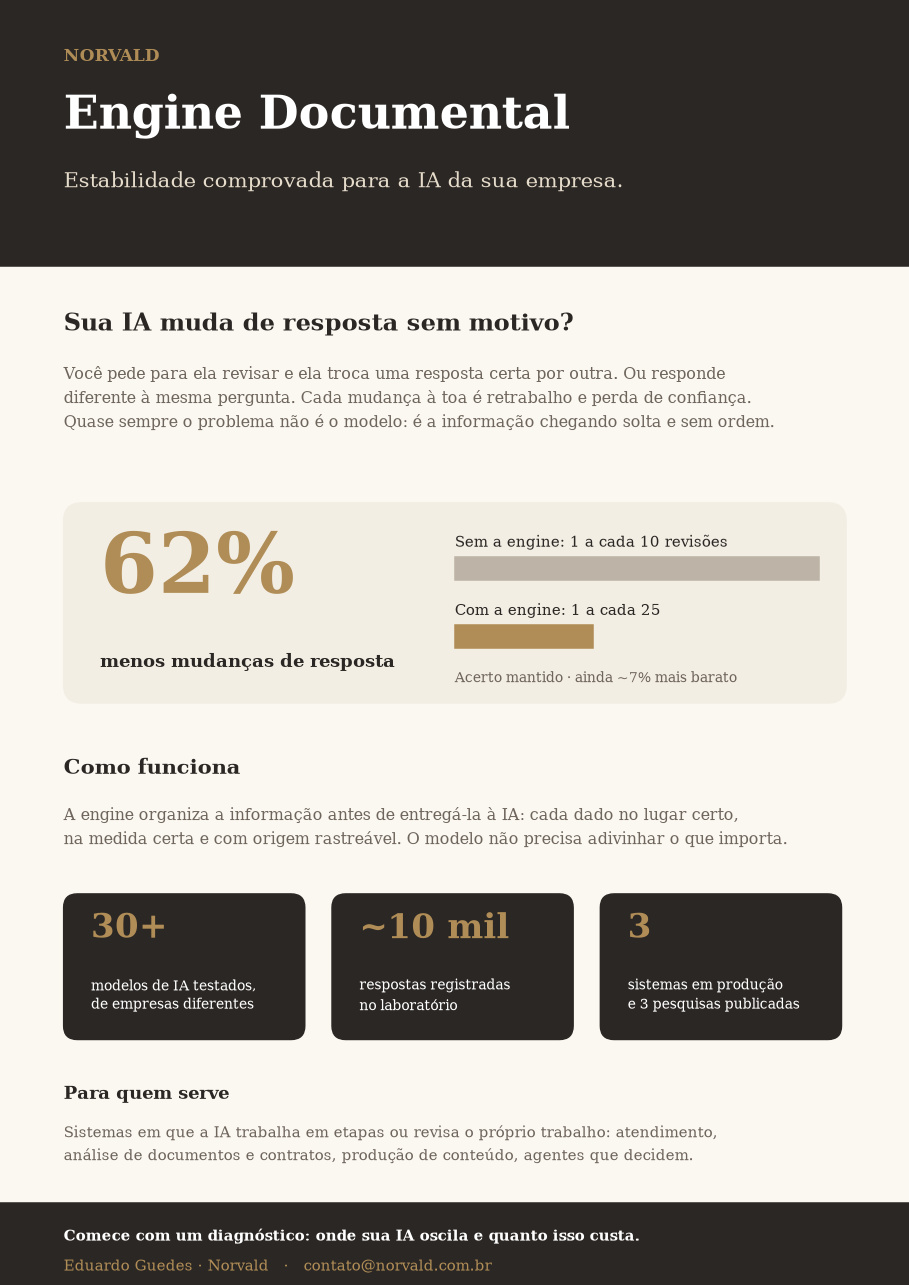 NORVALD
Engine Documental
Estabilidade comprovada para a IA da sua empresa.
Sua IA muda de resposta sem motivo?
Você pede para ela revisar e ela troca uma resposta certa por outra. Ou responde
diferente à mesma pergunta. Cada mudança à toa é retrabalho e perda de confiança.
Quase sempre o problema não é o modelo: é a informação chegando solta e sem ordem.
62%
menos mudanças de resposta
Sem a engine: 1 a cada 10 revisões
Com a engine: 1 a cada 25
Acerto mantido · ainda ~7% mais barato
Como funciona
A engine organiza a informação antes de entregá-la à IA: cada dado no lugar certo,
na medida certa e com origem rastreável. O modelo não precisa adivinhar o que importa.
30+
modelos de IA testados,
de empresas diferentes
~10 mil
respostas registradas
no laboratório
3
sistemas em produção
e 3 pesquisas publicadas
Para quem serve
Sistemas em que a IA trabalha em etapas ou revisa o próprio trabalho: atendimento,
análise de documentos e contratos, produção de conteúdo, agentes que decidem.
Comece com um diagnóstico: onde sua IA oscila e quanto isso custa.
Eduardo Guedes · Norvald · contato@norvald.com.br